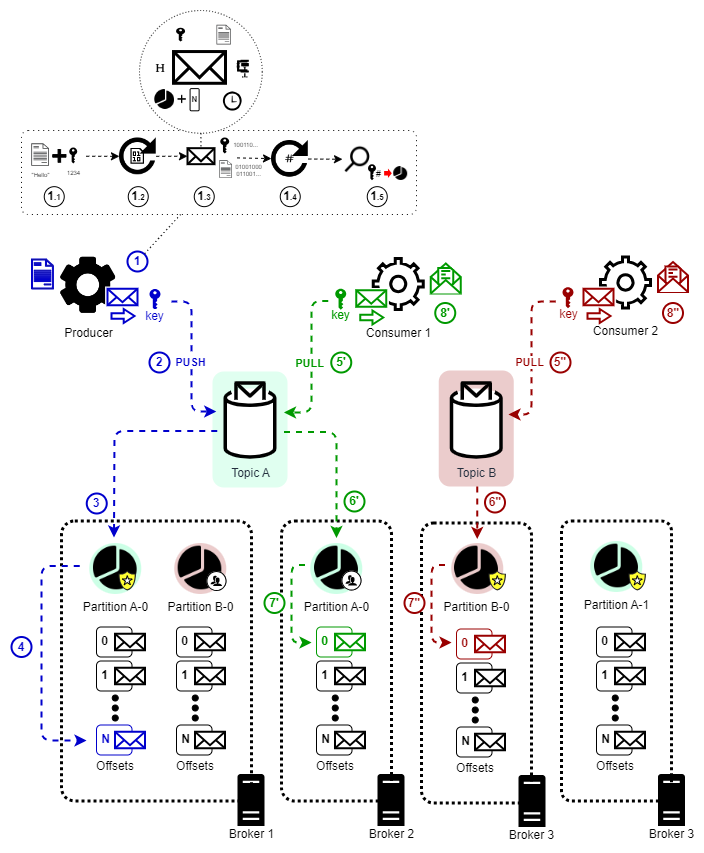 H
N
"Hello"
1234
100110...
01001000
011001...
10
10
#
#
1.1
1.2
1.3
1.4
1.5
1
Producer
key
key
Consumer 1
8'
key
Consumer 2
8"
2
PUSH
PULL
5'
PULL
5"
Topic A
Topic B
3
6'
6"
Partition A-0
Partition B-0
Partition A-0
Partition B-0
Partition A-1
4
7'
7"
0
0
0
0
0
1
1
1
1
1
N
N
N
N
N
Offsets
Offsets
Offsets
Offsets
Offsets
Broker 1
Broker 2
Broker 3
Broker 3